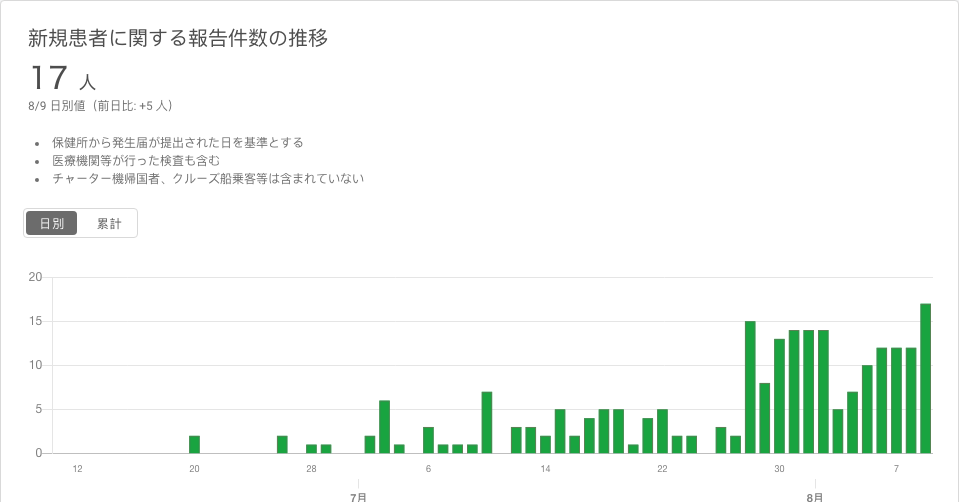 新規患者に関する報告件数の推移
17 人
8/9 日別値（前日比: +5 人）
保健所から発生届が提出された日を基準とする
医療機関等が行った検査も含む
チャーター機帰国者、クルーズ船乗客等は含まれていない
日別 累計
20
15
10
5
0
12 20 28 6 14 22 30 7
7月 8月